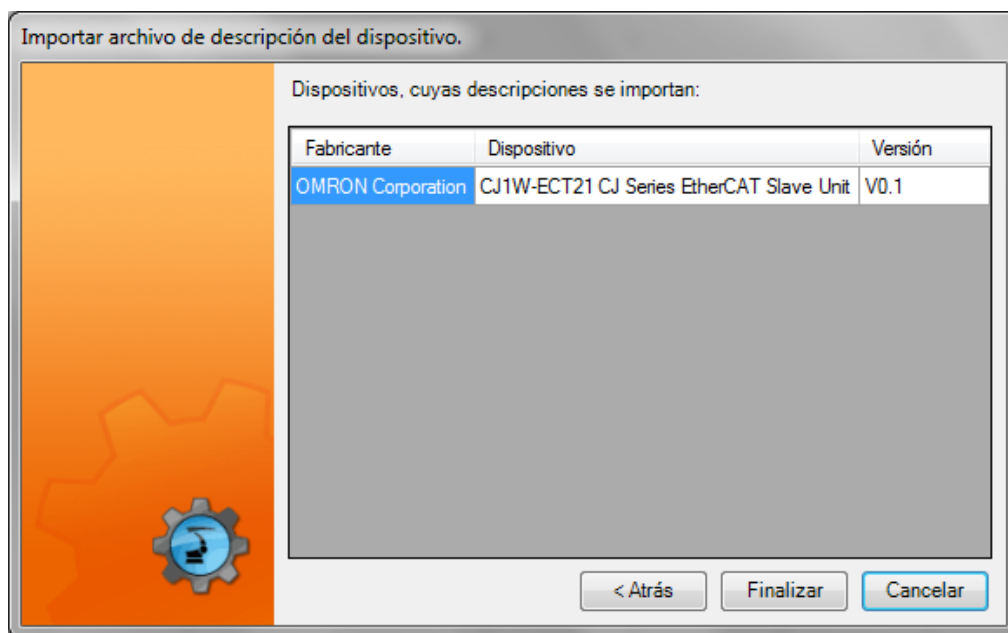 Importar archivo de descripción del dispositivo.
Dispositivos, cuyas descripciones se importan:
Fabricante Dispositivo Versión
OMRON Corporation CJ1W-ECT21 CJ Series EtherCAT Slave Unit V0.1
< Atrás Finalizar Cancelar